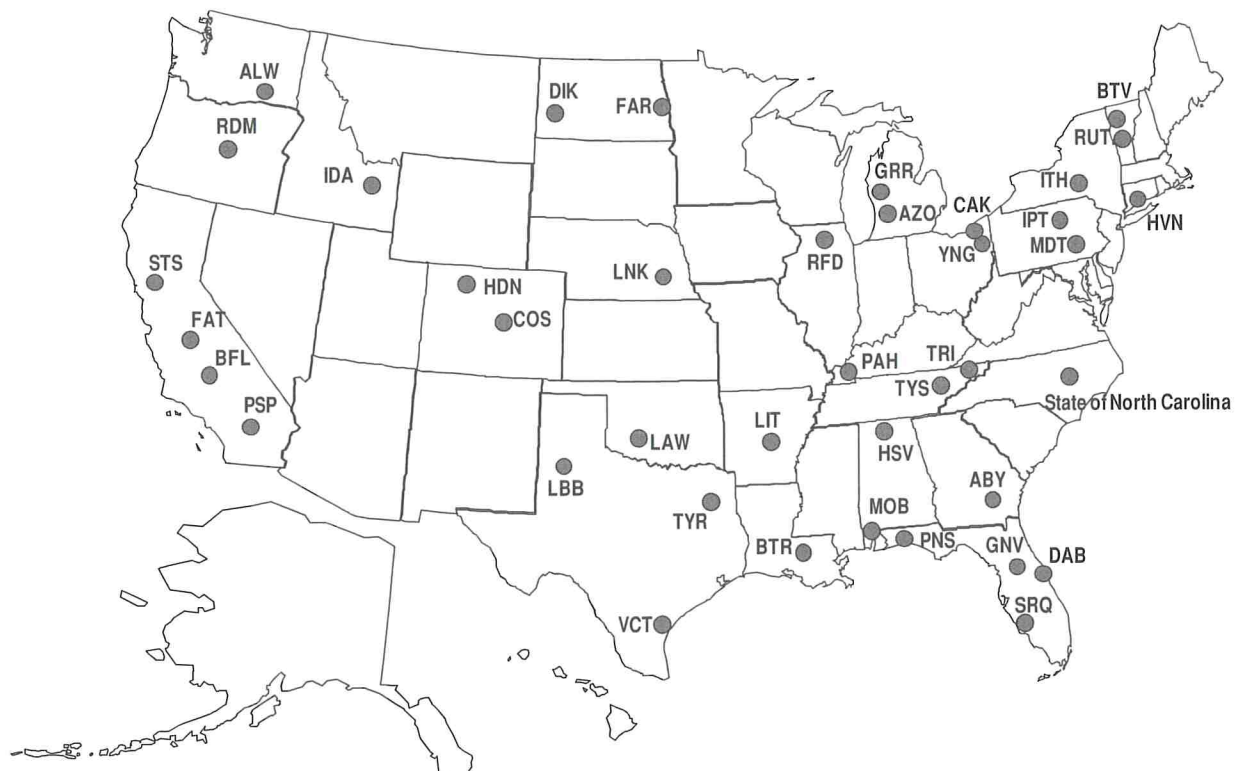 ALW
DIK
FAR
BTV
RDM
RUT
IDA
GRR
ITH
AZO
CAK
IPT
HVN
YNG
MDT
RFD
STS
LNK
HDN
FAT
COS
BFL
PAH
TRI
TYS
PSP
State of North Carolina
LIT
LAW
HSV
LBB
ABY
TYR
MOB
BTR
PNS
GNV
DAB
SRQ
VCT